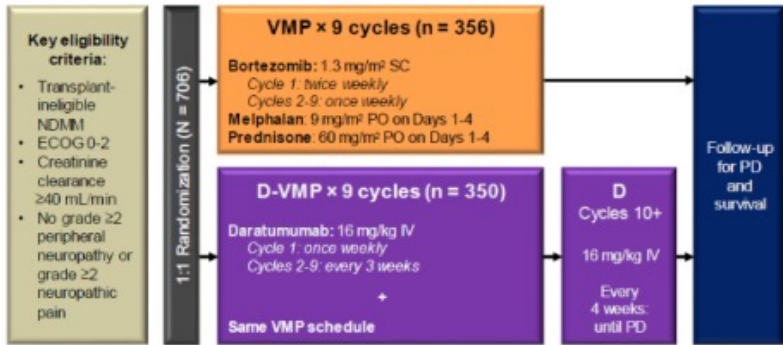 Key eligibility
criteria:
• Transplant-
ineligible
NDMM
• ECOG 0-2
• Creatinine
clearance
≥40 mL/min
• No grade ≥2
peripheral
neuropathy or
grade ≥2
neuropathic
pain
1:1 Randomization (N = 706)
VMP × 9 cycles (n = 356)
Bortezomib: 1.3 mg/m² SC
Cycle 1: twice weekly
Cycles 2-9: once weekly
Melphalan: 9 mg/m² PO on Days 1-4
Prednisone: 60 mg/m² PO on Days 1-4
D-VMP × 9 cycles (n = 350)
Daratumumab: 16 mg/kg IV
Cycle 1: once weekly
Cycles 2-9: every 3 weeks
+
Same VMP schedule
D
Cycles 10+
16 mg/kg IV
Every
4 weeks:
until PD
Follow-up
for PD
and
survival